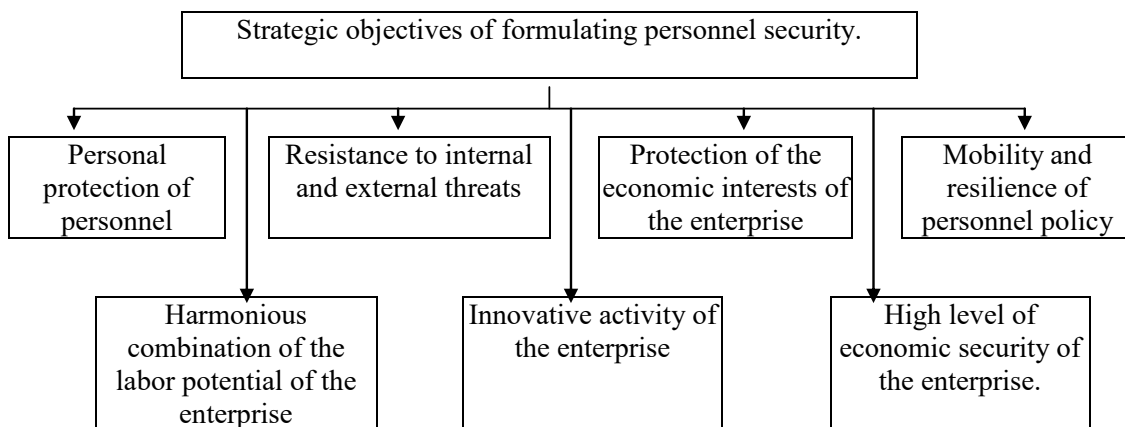 Strategic objectives of formulating personnel security.
Personal
protection of
personnel
Resistance to internal
and external threats
Protection of the
economic interests of
the enterprise
Mobility and
resilience of
personnel policy
Harmonious
combination of the
labor potential of the
enterprise
Innovative activity of
the enterprise
High level of
economic security of
the enterprise.